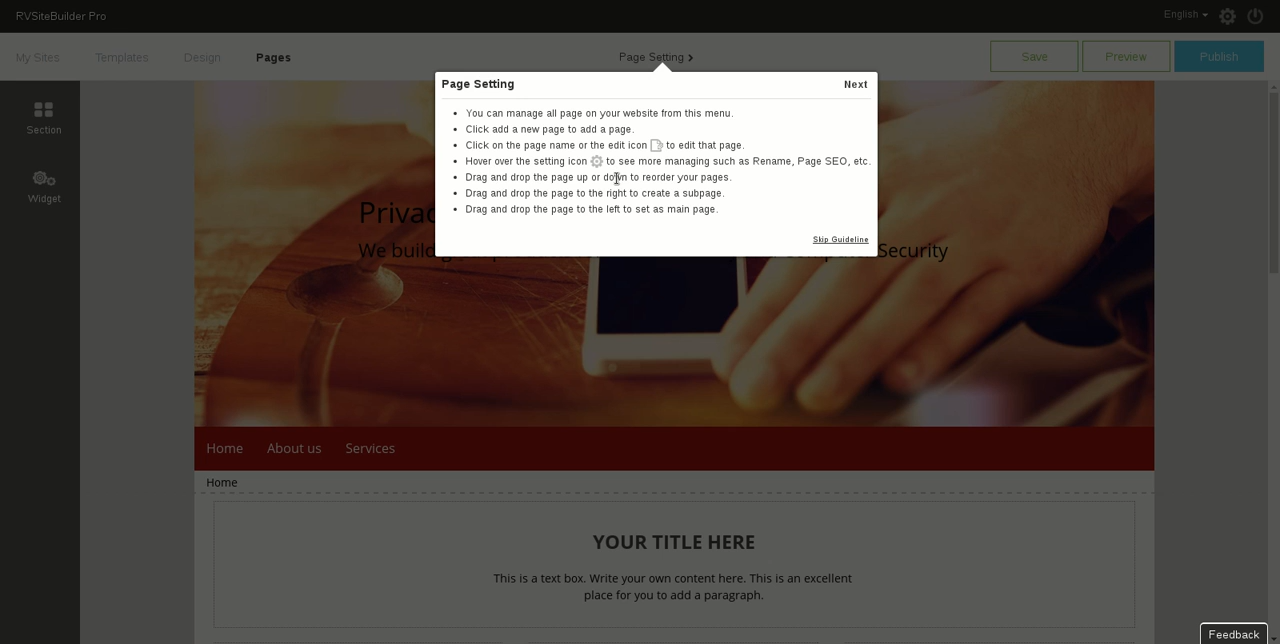 RVSiteBuilder Pro
English
My Sites
Templates
Design
Pages
Page Setting
Save
Preview
Publish
Page Setting
Next
You can manage all page on your website from this menu.
Click add a new page to add a page.
Click on the page name or the edit icon to edit that page.
Hover over the setting icon to see more managing such as Rename, Page SEO, etc.
Drag and drop the page up or down to reorder your pages.
Drag and drop the page to the right to create a subpage.
Drag and drop the page to the left to set as main page.
Skip Guideline
Section
Widget
We build
Security
Home
About us
Services
Home
YOUR TITLE HERE
This is a text box. Write your own content here. This is an excellent
place for you to add a paragraph.
Feedback